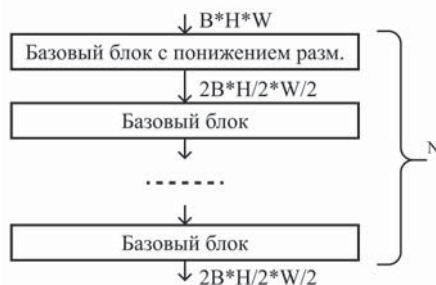 B*H*W
Базовый блок с понижением разм.
2B*H/2*W/2
Базовый блок
N
Базовый блок
2B*H/2*W/2